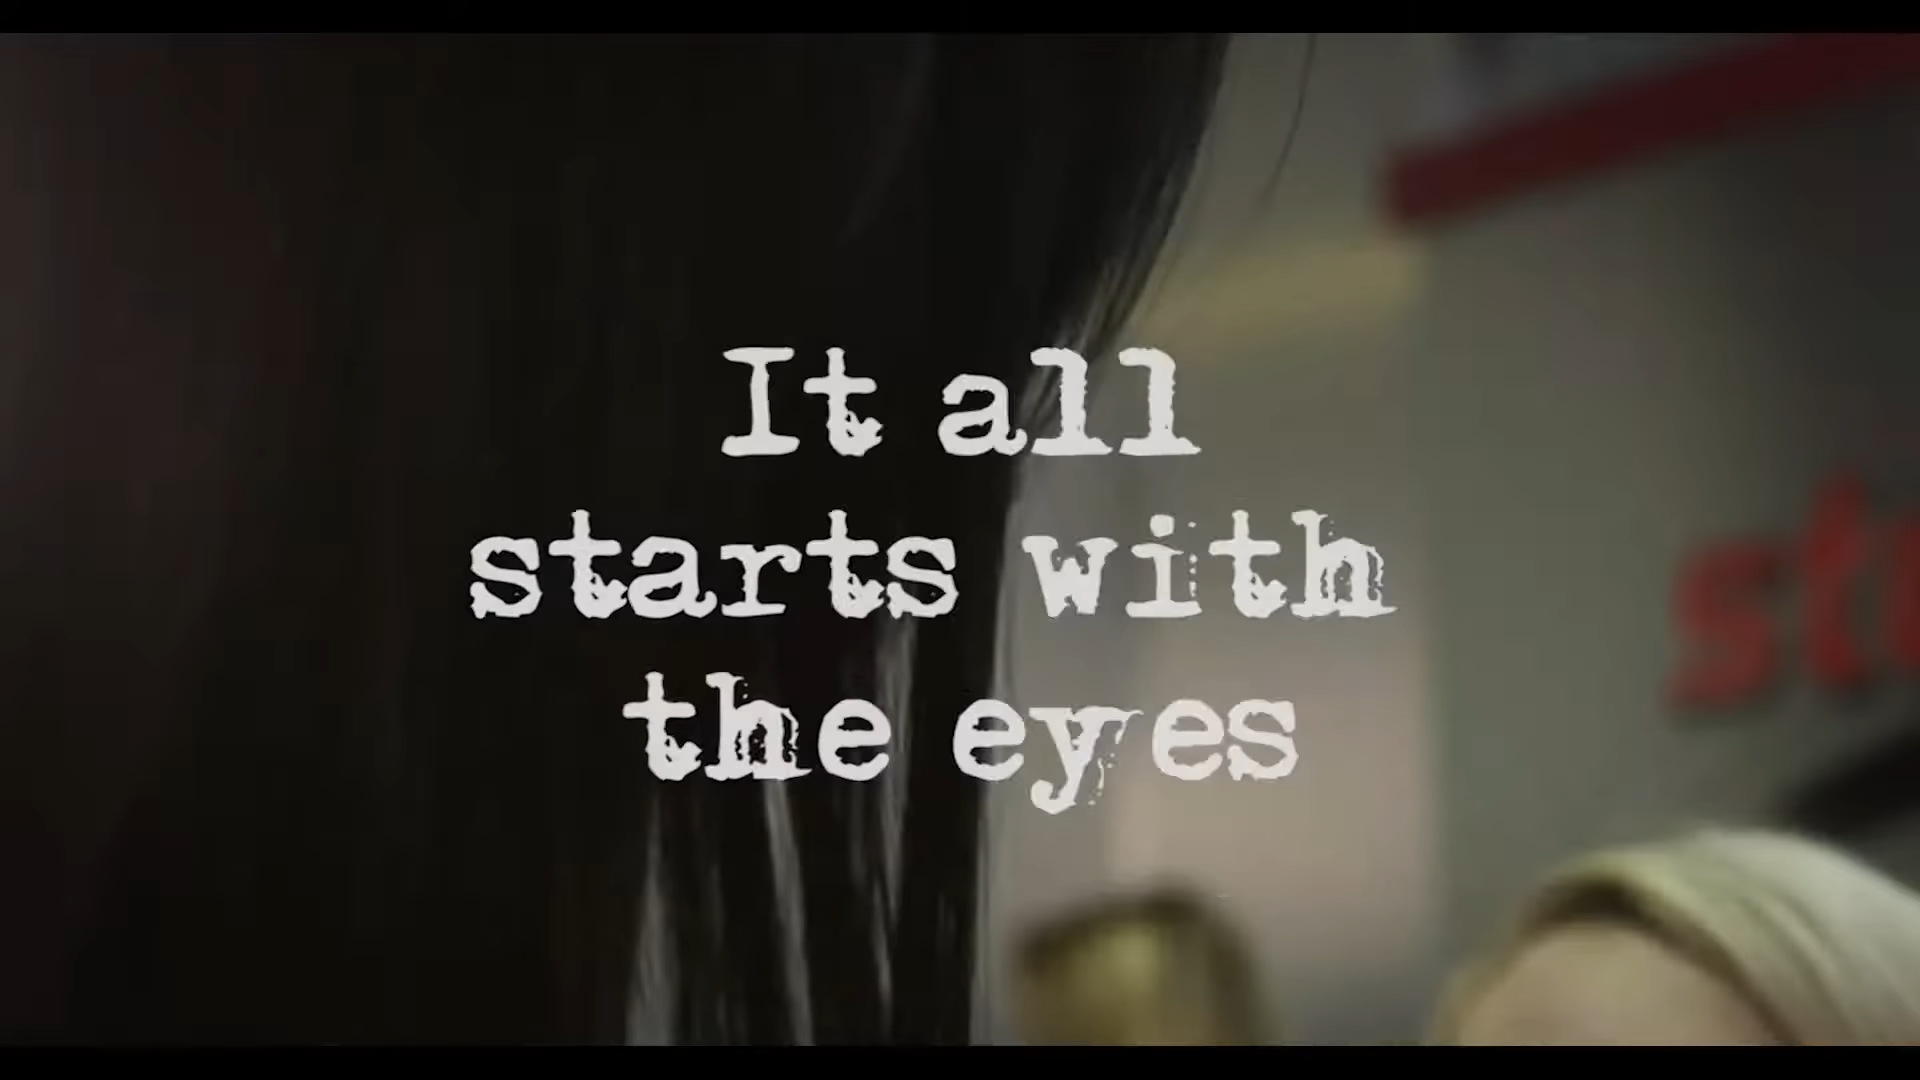 It all
starts with
the eyes